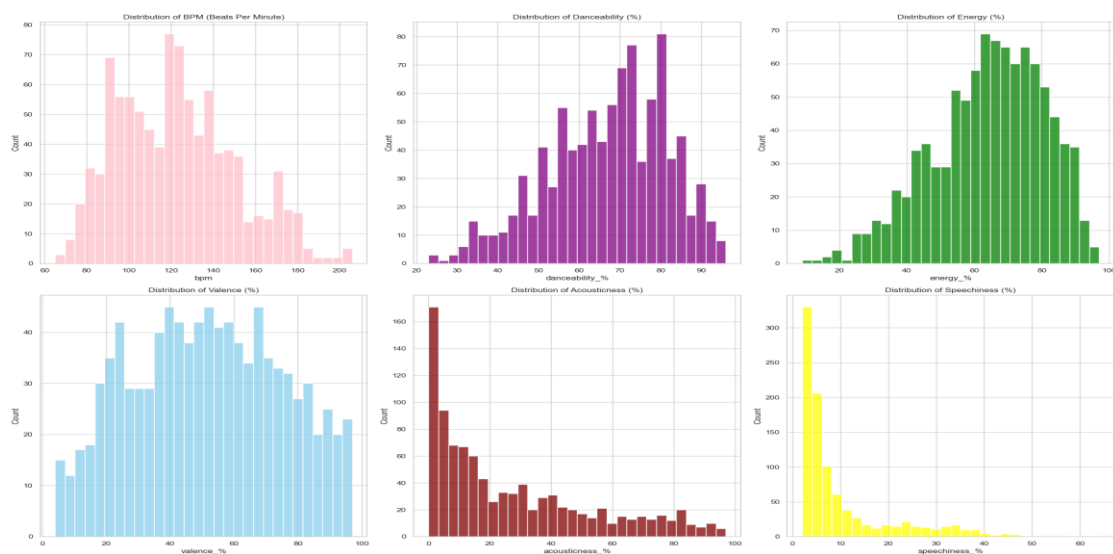 Distribution of BPM (Beats Per Minute)
80
70
60
50
40
30
20
10
0
Count
60 80 100 120 140 160 180 200
bpm
Distribution of Danceability (%)
80
70
60
50
40
30
20
10
0
Count
20 30 40 50 60 70 80 90
danceability_%
Distribution of Energy (%)
70
60
50
40
30
20
10
0
Count
20 40 60 80 100
energy_%
Distribution of Valence (%)
40
30
20
10
0
Count
0 20 40 60 80 100
valence_%
Distribution of Acousticness (%)
160
140
120
100
80
60
40
20
0
Count
0 20 40 60 80 100
acousticness_%
Distribution of Speechiness (%)
300
250
200
150
100
50
0
Count
0 10 20 30 40 50 60
speechiness_%